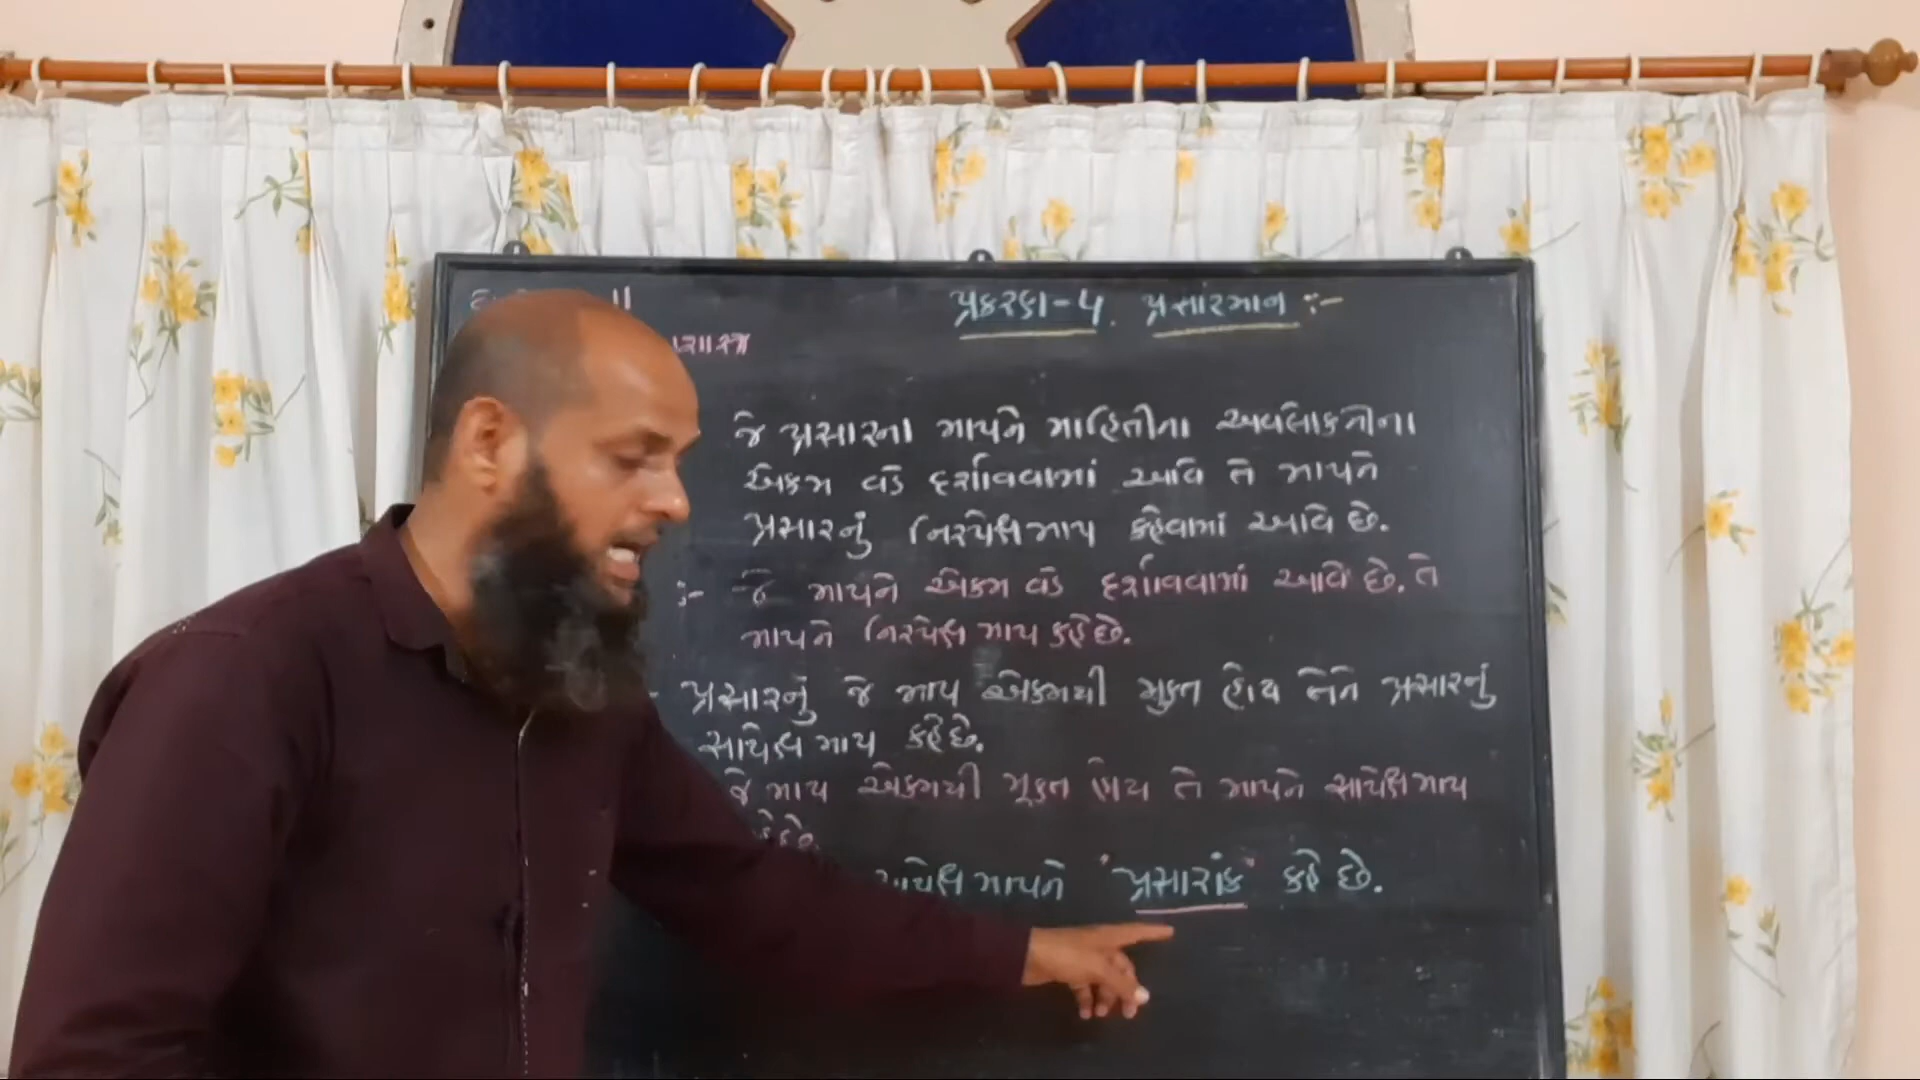 11
પ્રકરણ-૫. પ્રસારમાન :-
શાસ્ત્ર
જે પ્રસારના માપને માહિતીના અવલોકનોના
એકમ વડે દર્શાવવામાં આવે તે માપને
પ્રસારનું નિરપેક્ષ માપ કહેવામાં આવે છે.
:- જે માપને એકમ વડે દર્શાવવામાં આવે છે. તે
માપને નિરપેક્ષ માપ કહે છે.
- પ્રસારનું જે માપ એકમથી મુક્ત હોય તેને પ્રસારનું
સાપેક્ષ માપ કહે છે.
જે માપ એકમથી મૂકત હોય તે માપને સાપેક્ષ માપ
કહે છે.
સાપેક્ષ માપને "પ્રસારાંક" કહે છે.